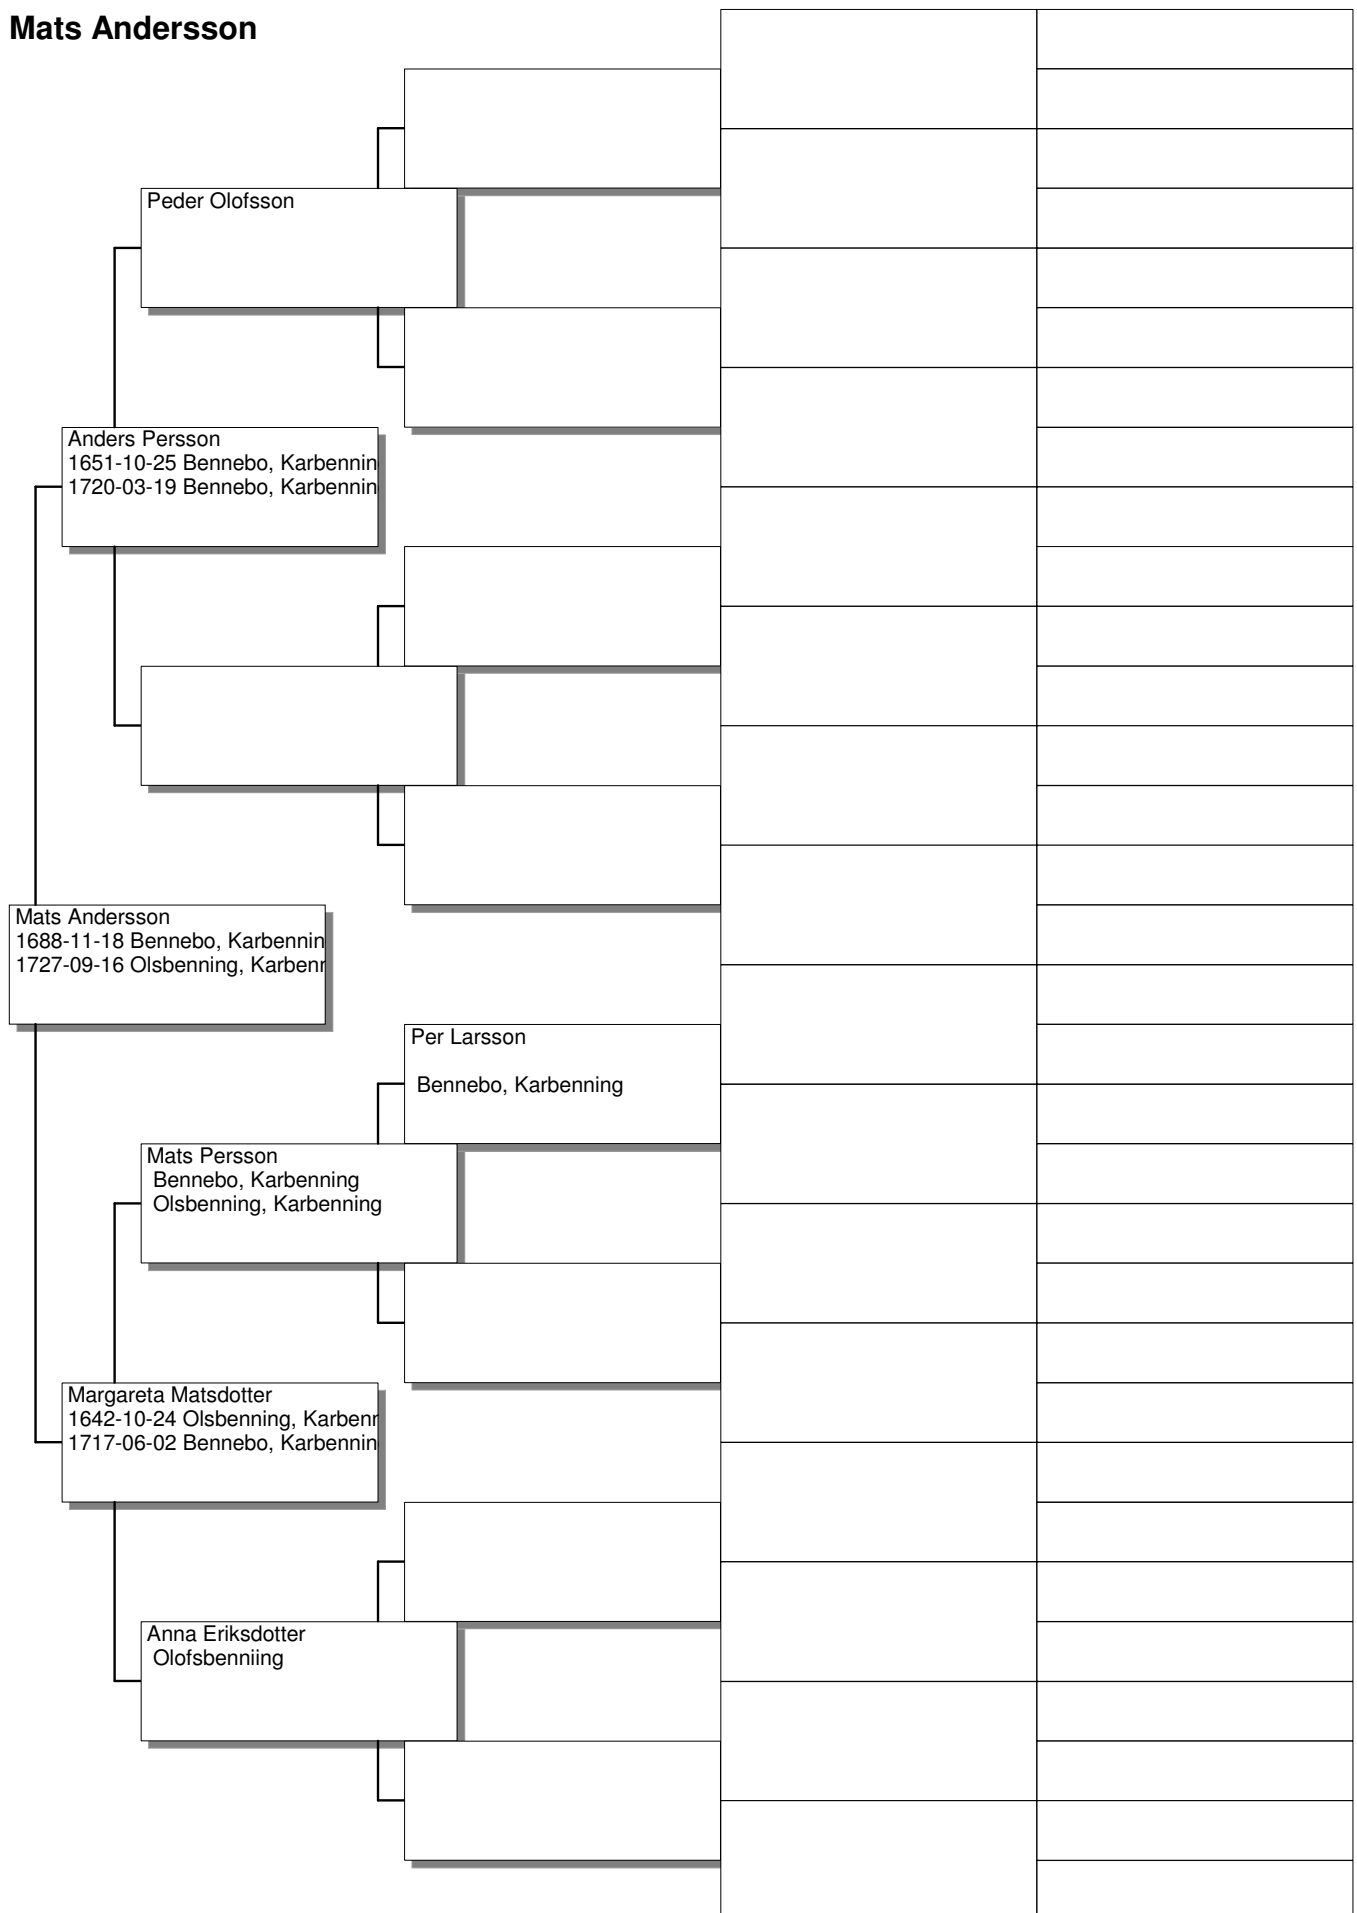 Mats Andersson
Peder Olofsson
Anders Persson
1651-10-25 Bennebo, Karbennin
1720-03-19 Bennebo, Karbennin
Mats Andersson
1688-11-18 Bennebo, Karbennin
1727-09-16 Olsbenning, Karbenr
Per Larsson
Bennebo, Karbenning
Mats Persson
Bennebo, Karbenning
Olsbenning, Karbenning
Margareta Matsdotter
1642-10-24 Olsbenning, Karbenr
1717-06-02 Bennebo, Karbennin
Anna Eriksdotter
Olofsbenniing